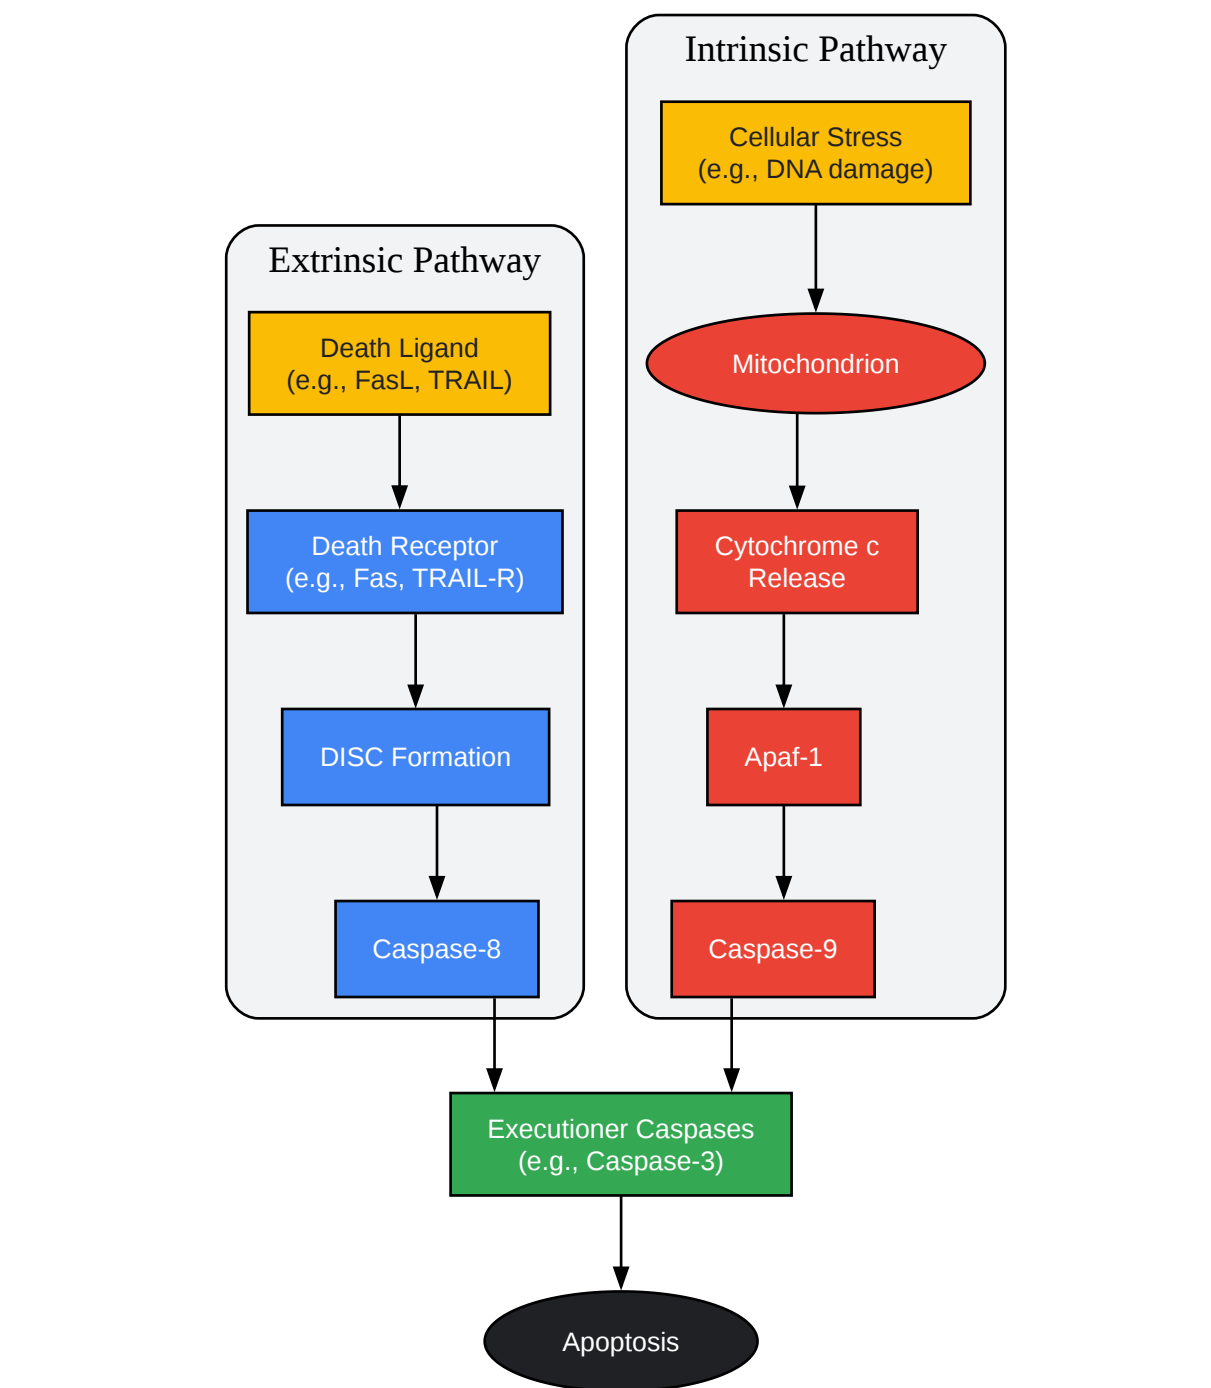 Extrinsic Pathway
Death Ligand
(e.g., FasL, TRAIL)
Death Receptor
(e.g., Fas, TRAIL-R)
DISC Formation
Caspase-8
Intrinsic Pathway
Cellular Stress
(e.g., DNA damage)
Mitochondrion
Cytochrome c
Release
Apaf-1
Caspase-9
Executioner Caspases
(e.g., Caspase-3)
Apoptosis